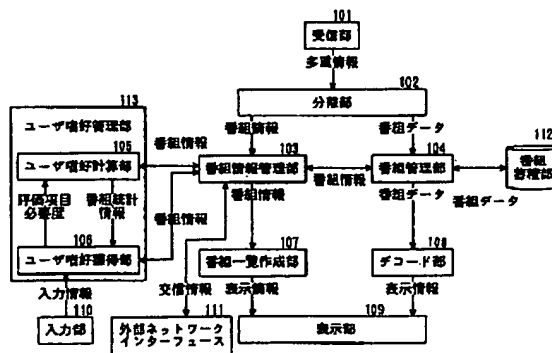 101
受信部
多重情報
102
分離部
113
ユーザ嗜好管理部
105
ユーザ嗜好計算部
評価項目
必要度
番組統計
情報
106
ユーザ嗜好獲得部
入力情報
110
入力部
番組情報
番組情報
番組情報
103
番組情報管理部
番組情報
番組データ
104
番組管理部
番組情報
番組データ
番組データ
112
番組
蓄積部
107
番組一覧作成部
交信情報
表示情報
108
デコード部
表示情報
109
表示部
111
外部ネットワーク
インターフェース